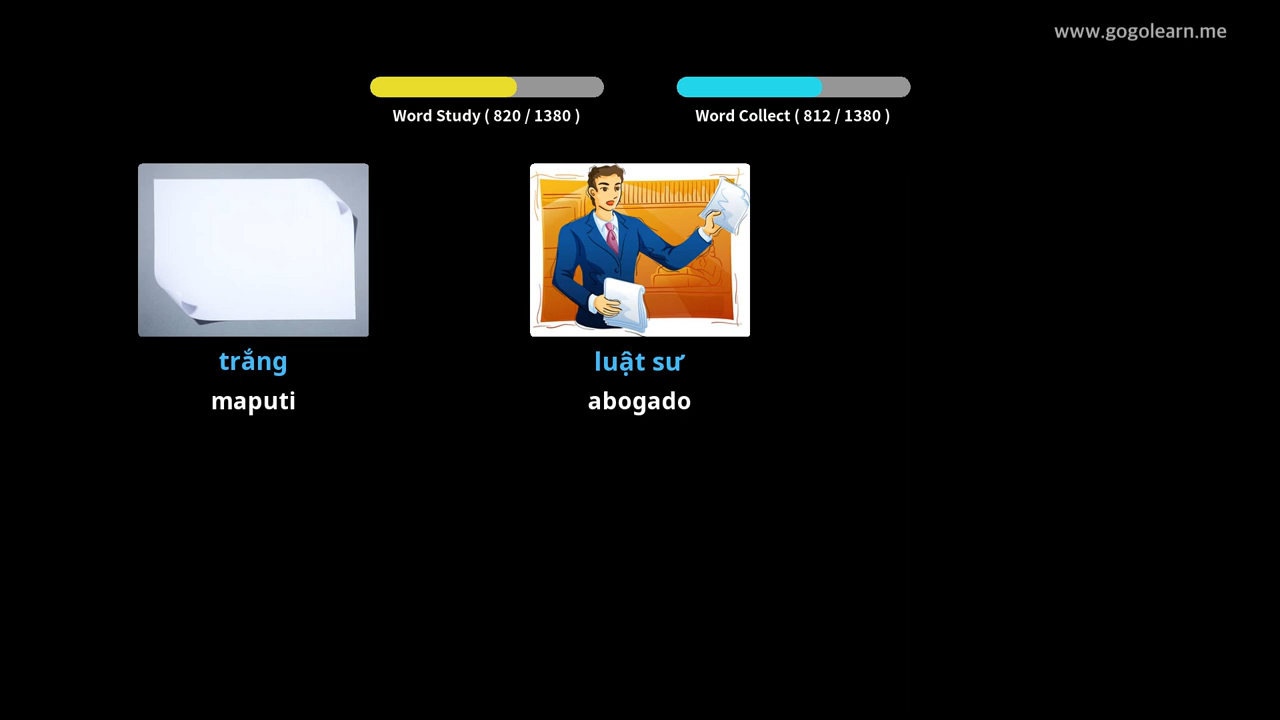 www.gogolearn.me
Word Study ( 820 / 1380 )
Word Collect ( 812 / 1380 )
trắng
maputi
luật sư
abogado